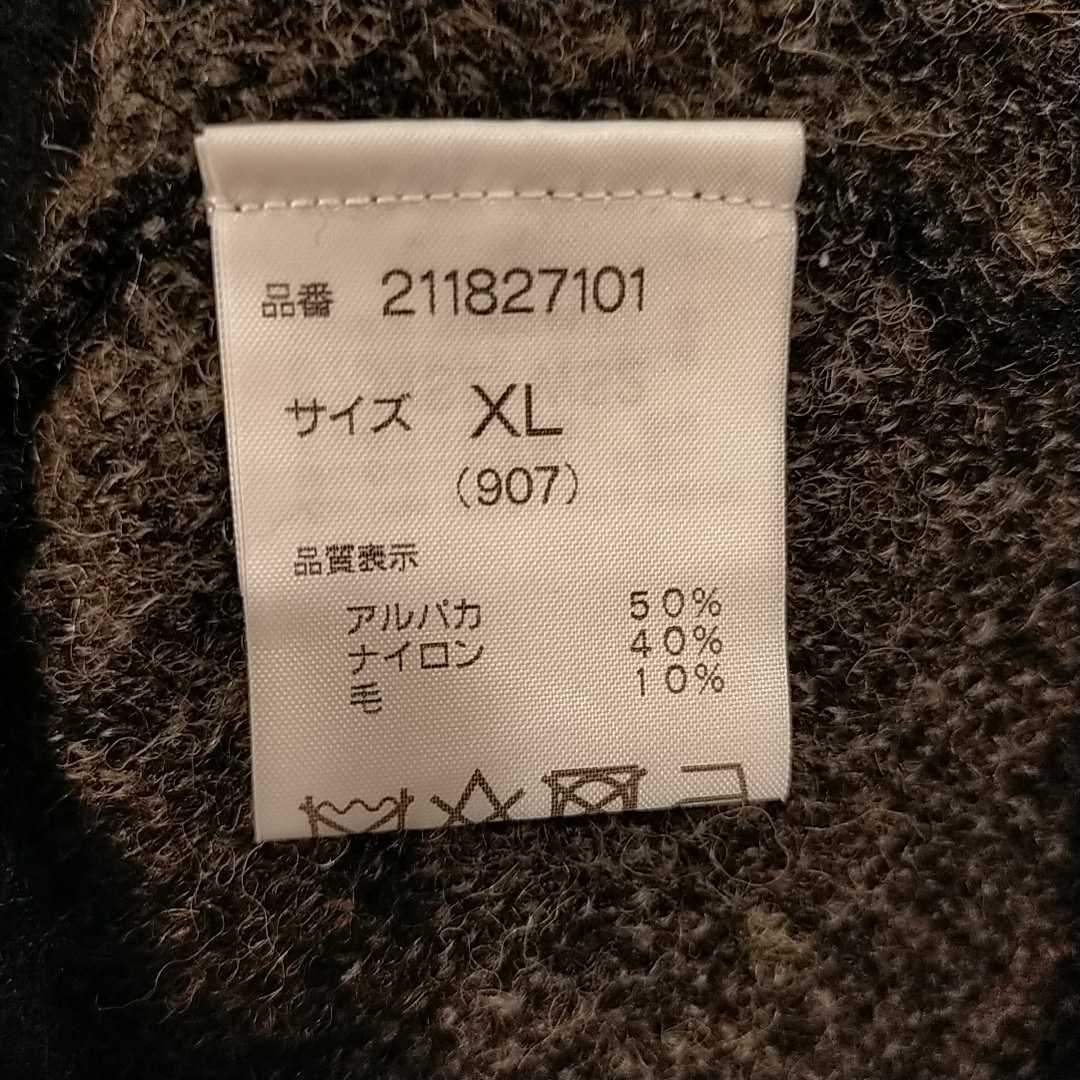 品番 211827101
サイズ XL
(907)
品質表示
アルパカ 50%
ナイロン 40%
毛 10%